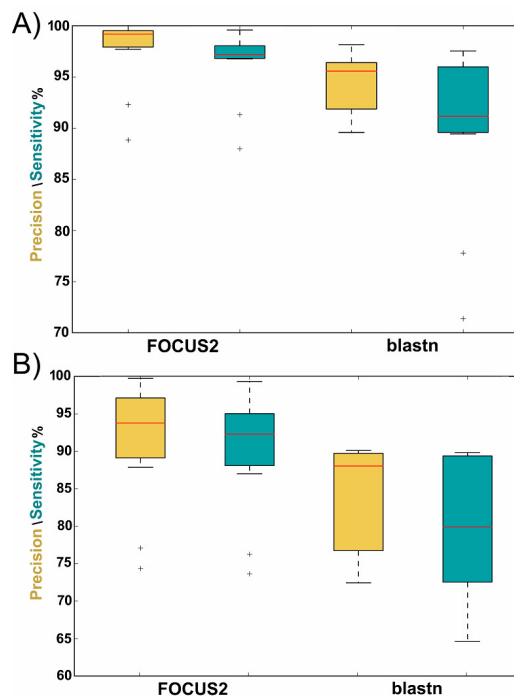 A)
100
95
90
85
80
75
70
Precision \ Sensitivity %
FOCUS2 blastn
B)
100
95
90
85
80
75
70
65
60
Precision \ Sensitivity %
FOCUS2 blastn